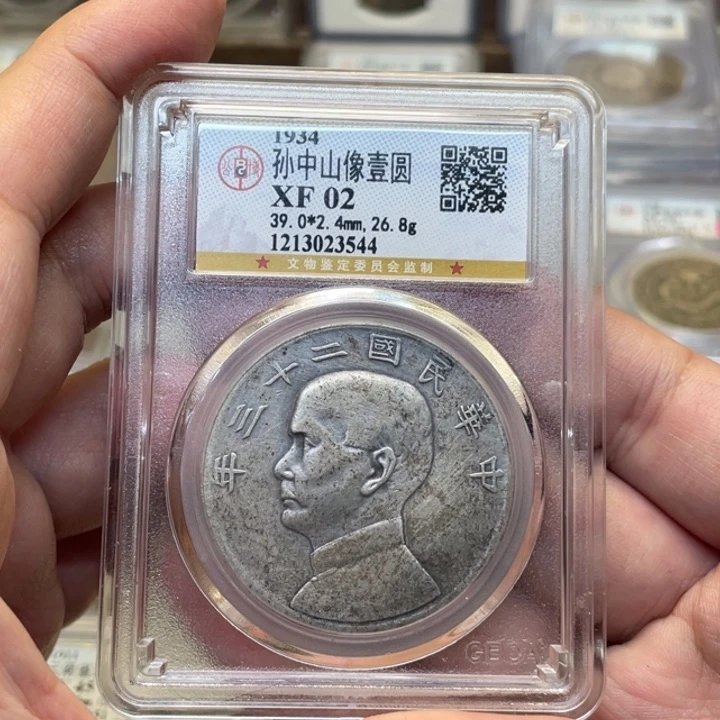 1934
孙中山像壹圆
XF 02
39.0*2.4mm,26.8g
1213023544
★ 文物鉴定委员会监制 ★
年三十二國民華中